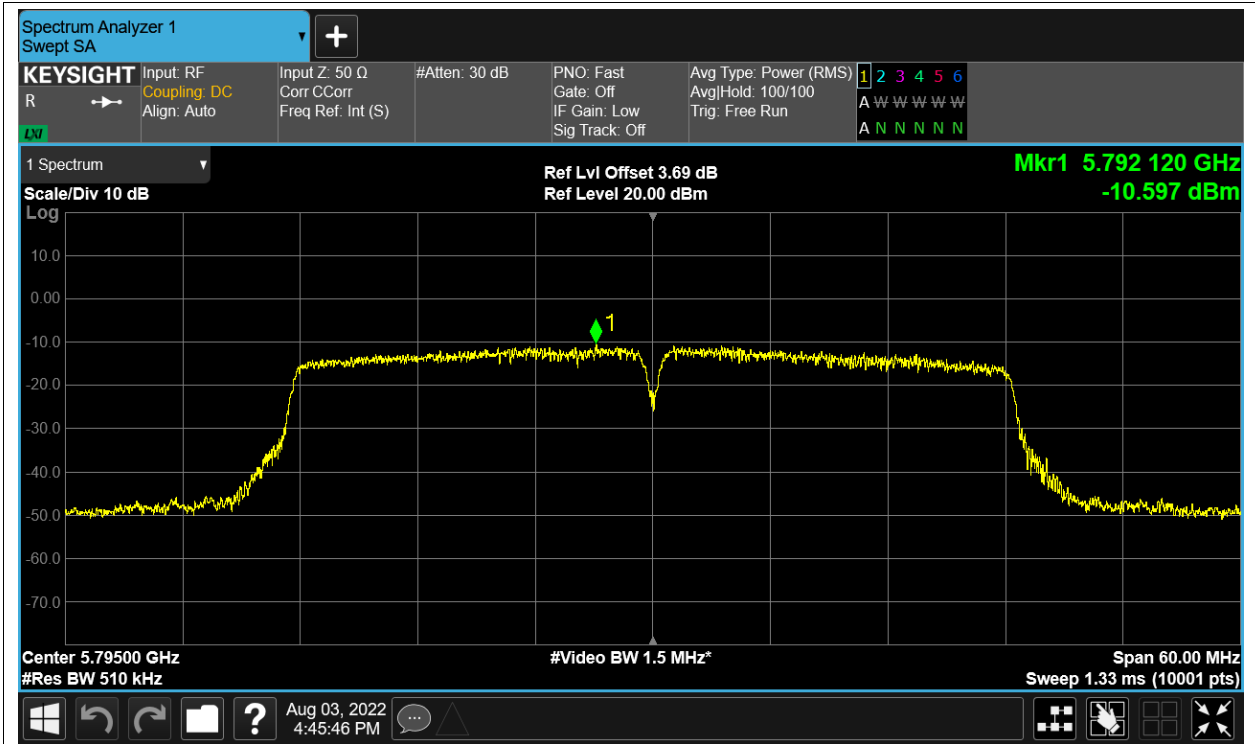 Spectrum Analyzer 1
Swept SA
KEYSIGHT
R
LXI
Input: RF
Coupling: DC
Align: Auto
Input Z: 50 Ω
Corr CCorr
Freq Ref: Int (S)
#Atten: 30 dB
PNO: Fast
Gate: Off
IF Gain: Low
Sig Track: Off
Avg Type: Power (RMS)
Avg|Hold: 100/100
Trig: Free Run
1 2 3 4 5 6
A W W W W W
A N N N N N
1 Spectrum
Scale/Div 10 dB
Log
Ref Lvl Offset 3.69 dB
Ref Level 20.00 dBm
Mkr1 5.792 120 GHz
-10.597 dBm
1
10.0
0.00
-10.0
-20.0
-30.0
-40.0
-50.0
-60.0
-70.0
Center 5.79500 GHz
#Res BW 510 kHz
#Video BW 1.5 MHz*
Span 60.00 MHz
Sweep 1.33 ms (10001 pts)
?
Aug 03, 2022
4:45:46 PM